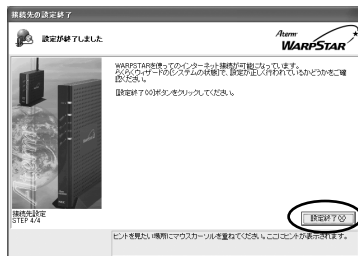 接続先の設定終了
設定が終了しました
Aterm
WARPSTAR
WARPSTARを使ってのインターネット接続が可能になっています。
らくらくウィザードの[システムの状態]で、設定が正しく行われているかどうかをご確
認ください。
[設定終了(X)]ボタンをクリックしてください。
接続先設定
STEP 4/4
設定終了(X)
ヒントを見たい場所にマウスカーソルを重ねてください。ここにヒントが表示されます。